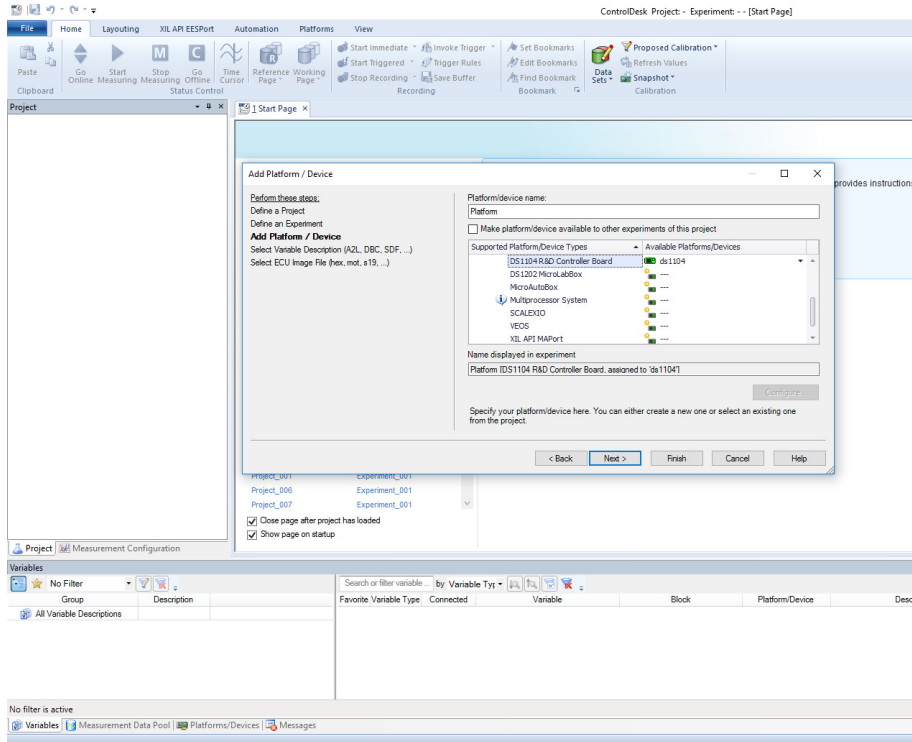 ControlDesk Project: - Experiment: - - [Start Page]
File Home Layouting XIL API EESPort Automation Platforms View
Start Immediate Invoke Trigger Set Bookmarks Proposed Calibration
Start Triggered Trigger Rules Edit Bookmarks Refresh Values
Paste Go Online Start Measuring Stop Measuring Go Offline Time Cursor Reference Page Working Page Stop Recording Save Buffer Find Bookmark Data Sets Snapshot
Clipboard Status Control Recording Bookmark Calibration
Project
1 Start Page
provides instructions
Add Platform / Device
Perform these steps:
Define a Project
Define an Experiment
Add Platform / Device
Select Variable Description (A2L, DBC, SDF, ...)
Select ECU Image File (hex, mot, s19, ...)
Platform/device name:
Platform
Make platform/device available to other experiments of this project
Supported Platform/Device Types Available Platforms/Devices
DS1104 R&D Controller Board ds1104
DS1202 MicroLabBox ---
MicroAutoBox ---
Multiprocessor System ---
SCALEXIO ---
VEOS ---
XIL API MAPort ---
Name displayed in experiment
Platform [DS1104 R&D Controller Board, assigned to 'ds1104']
Configure...
Specify your platform/device here. You can either create a new one or select an existing one
from the project.
< Back Next > Finish Cancel Help
Project_001 Experiment_001
Project_006 Experiment_001
Project_007 Experiment_001
Close page after project has loaded
Show page on startup
Project Measurement Configuration
Variables
No Filter Search or filter variable ... by Variable Typ
Group Description Favorite Variable Type Connected Variable Block Platform/Device Desc
All Variable Descriptions
No filter is active
Variables Measurement Data Pool Platforms/Devices Messages